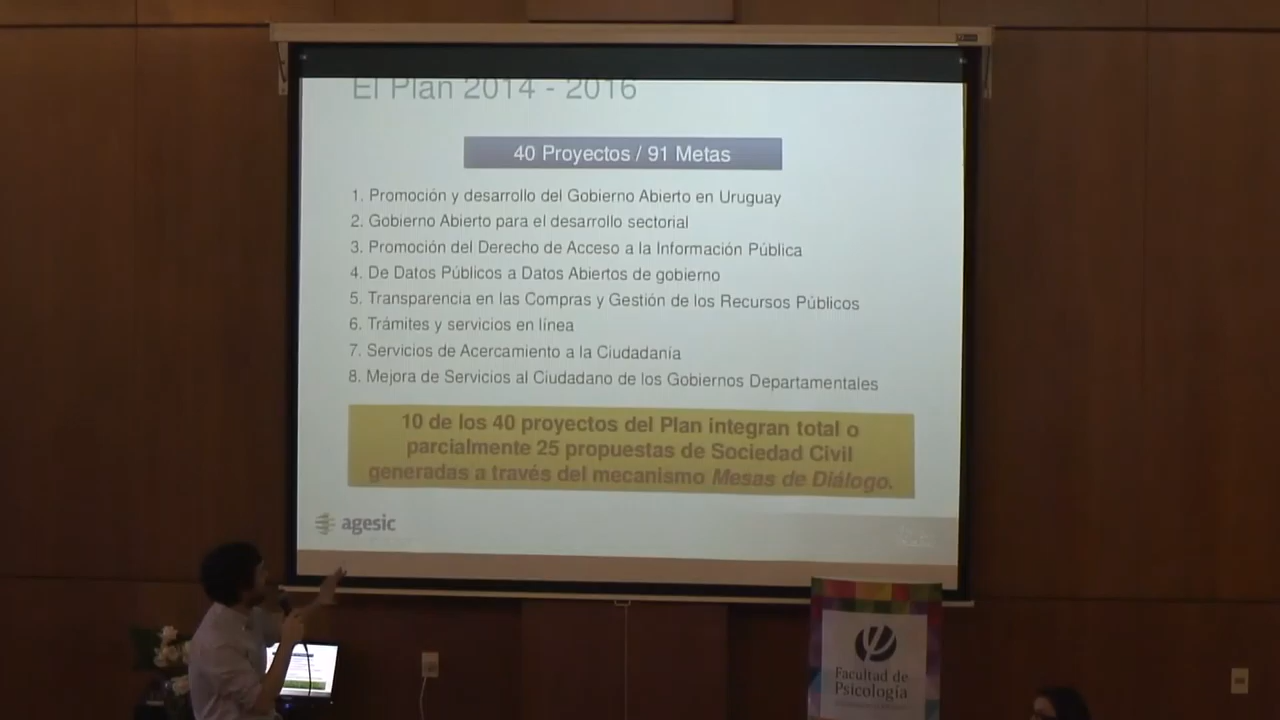 El Plan 2014 - 2016
40 Proyectos / 91 Metas
1. Promoción y desarrollo del Gobierno Abierto en Uruguay
2. Gobierno Abierto para el desarrollo sectorial
3. Promoción del Derecho de Acceso a la Información Pública
4. De Datos Públicos a Datos Abiertos de gobierno
5. Transparencia en las Compras y Gestión de los Recursos Públicos
6. Trámites y servicios en línea
7. Servicios de Acercamiento a la Ciudadanía
8. Mejora de Servicios al Ciudadano de los Gobiernos Departamentales
10 de los 40 proyectos del Plan integran total o
parcialmente 25 propuestas de Sociedad Civil
generadas a través del mecanismo Mesas de Diálogo.
agesic
Facultad de
Psicología